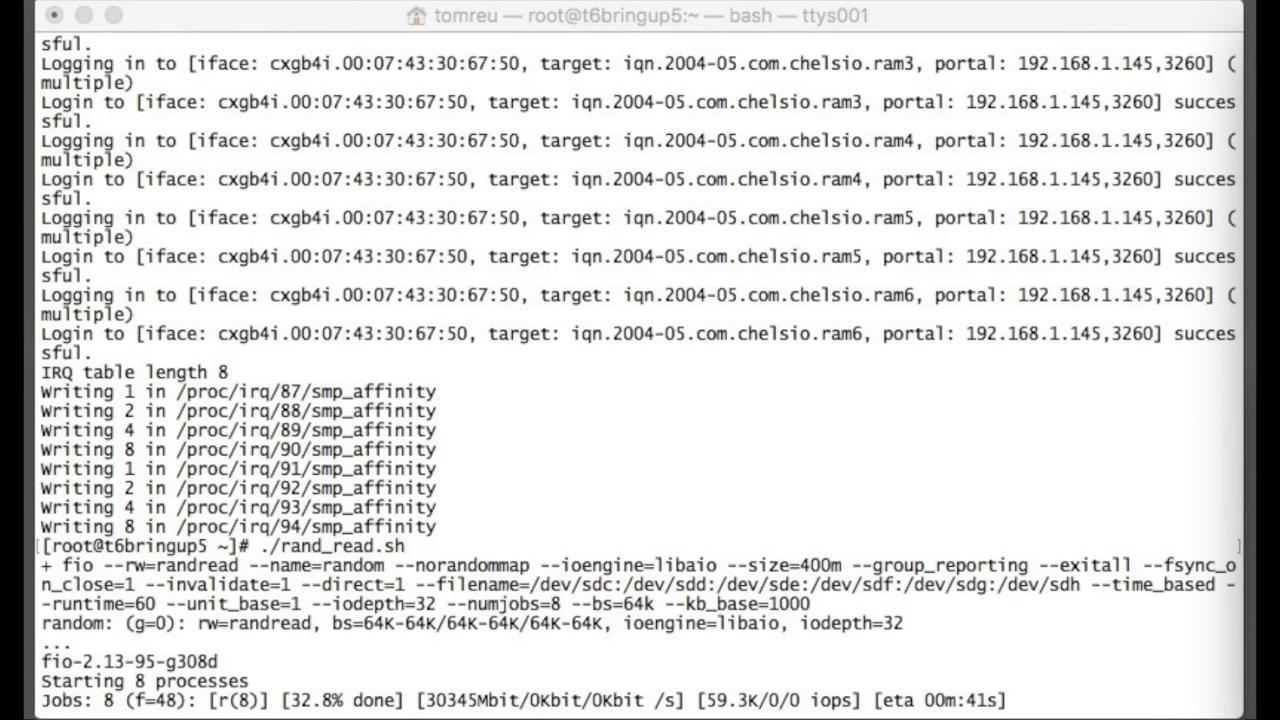 tomreu — root@t6bringup5:~ — bash — ttys001
sful.
Logging in to [iface: cxgb4i.00:07:43:30:67:50, target: iqn.2004-05.com.chelsio.ram3, portal: 192.168.1.145,3260] (
multiple)
Login to [iface: cxgb4i.00:07:43:30:67:50, target: iqn.2004-05.com.chelsio.ram3, portal: 192.168.1.145,3260] succes
sful.
Logging in to [iface: cxgb4i.00:07:43:30:67:50, target: iqn.2004-05.com.chelsio.ram4, portal: 192.168.1.145,3260] (
multiple)
Login to [iface: cxgb4i.00:07:43:30:67:50, target: iqn.2004-05.com.chelsio.ram4, portal: 192.168.1.145,3260] succes
sful.
Logging in to [iface: cxgb4i.00:07:43:30:67:50, target: iqn.2004-05.com.chelsio.ram5, portal: 192.168.1.145,3260] (
multiple)
Login to [iface: cxgb4i.00:07:43:30:67:50, target: iqn.2004-05.com.chelsio.ram5, portal: 192.168.1.145,3260] succes
sful.
Logging in to [iface: cxgb4i.00:07:43:30:67:50, target: iqn.2004-05.com.chelsio.ram6, portal: 192.168.1.145,3260] (
multiple)
Login to [iface: cxgb4i.00:07:43:30:67:50, target: iqn.2004-05.com.chelsio.ram6, portal: 192.168.1.145,3260] succes
sful.
IRQ table length 8
Writing 1 in /proc/irq/87/smp_affinity
Writing 2 in /proc/irq/88/smp_affinity
Writing 4 in /proc/irq/89/smp_affinity
Writing 8 in /proc/irq/90/smp_affinity
Writing 1 in /proc/irq/91/smp_affinity
Writing 2 in /proc/irq/92/smp_affinity
Writing 4 in /proc/irq/93/smp_affinity
Writing 8 in /proc/irq/94/smp_affinity
[[root@t6bringup5 ~]# ./rand_read.sh ]
+ fio --rw=randread --name=random --norandommap --ioengine=libaio --size=400m --group_reporting --exitall --fsync_o
n_close=1 --invalidate=1 --direct=1 --filename=/dev/sdc:/dev/sdd:/dev/sde:/dev/sdf:/dev/sdg:/dev/sdh --time_based -
-runtime=60 --unit_base=1 --iodepth=32 --numjobs=8 --bs=64k --kb_base=1000
random: (g=0): rw=randread, bs=64K-64K/64K-64K/64K-64K, ioengine=libaio, iodepth=32
...
fio-2.13-95-g308d
Starting 8 processes
Jobs: 8 (f=48): [r(8)] [32.8% done] [30345Mbit/0Kbit/0Kbit /s] [59.3K/0/0 iops] [eta 00m:41s]